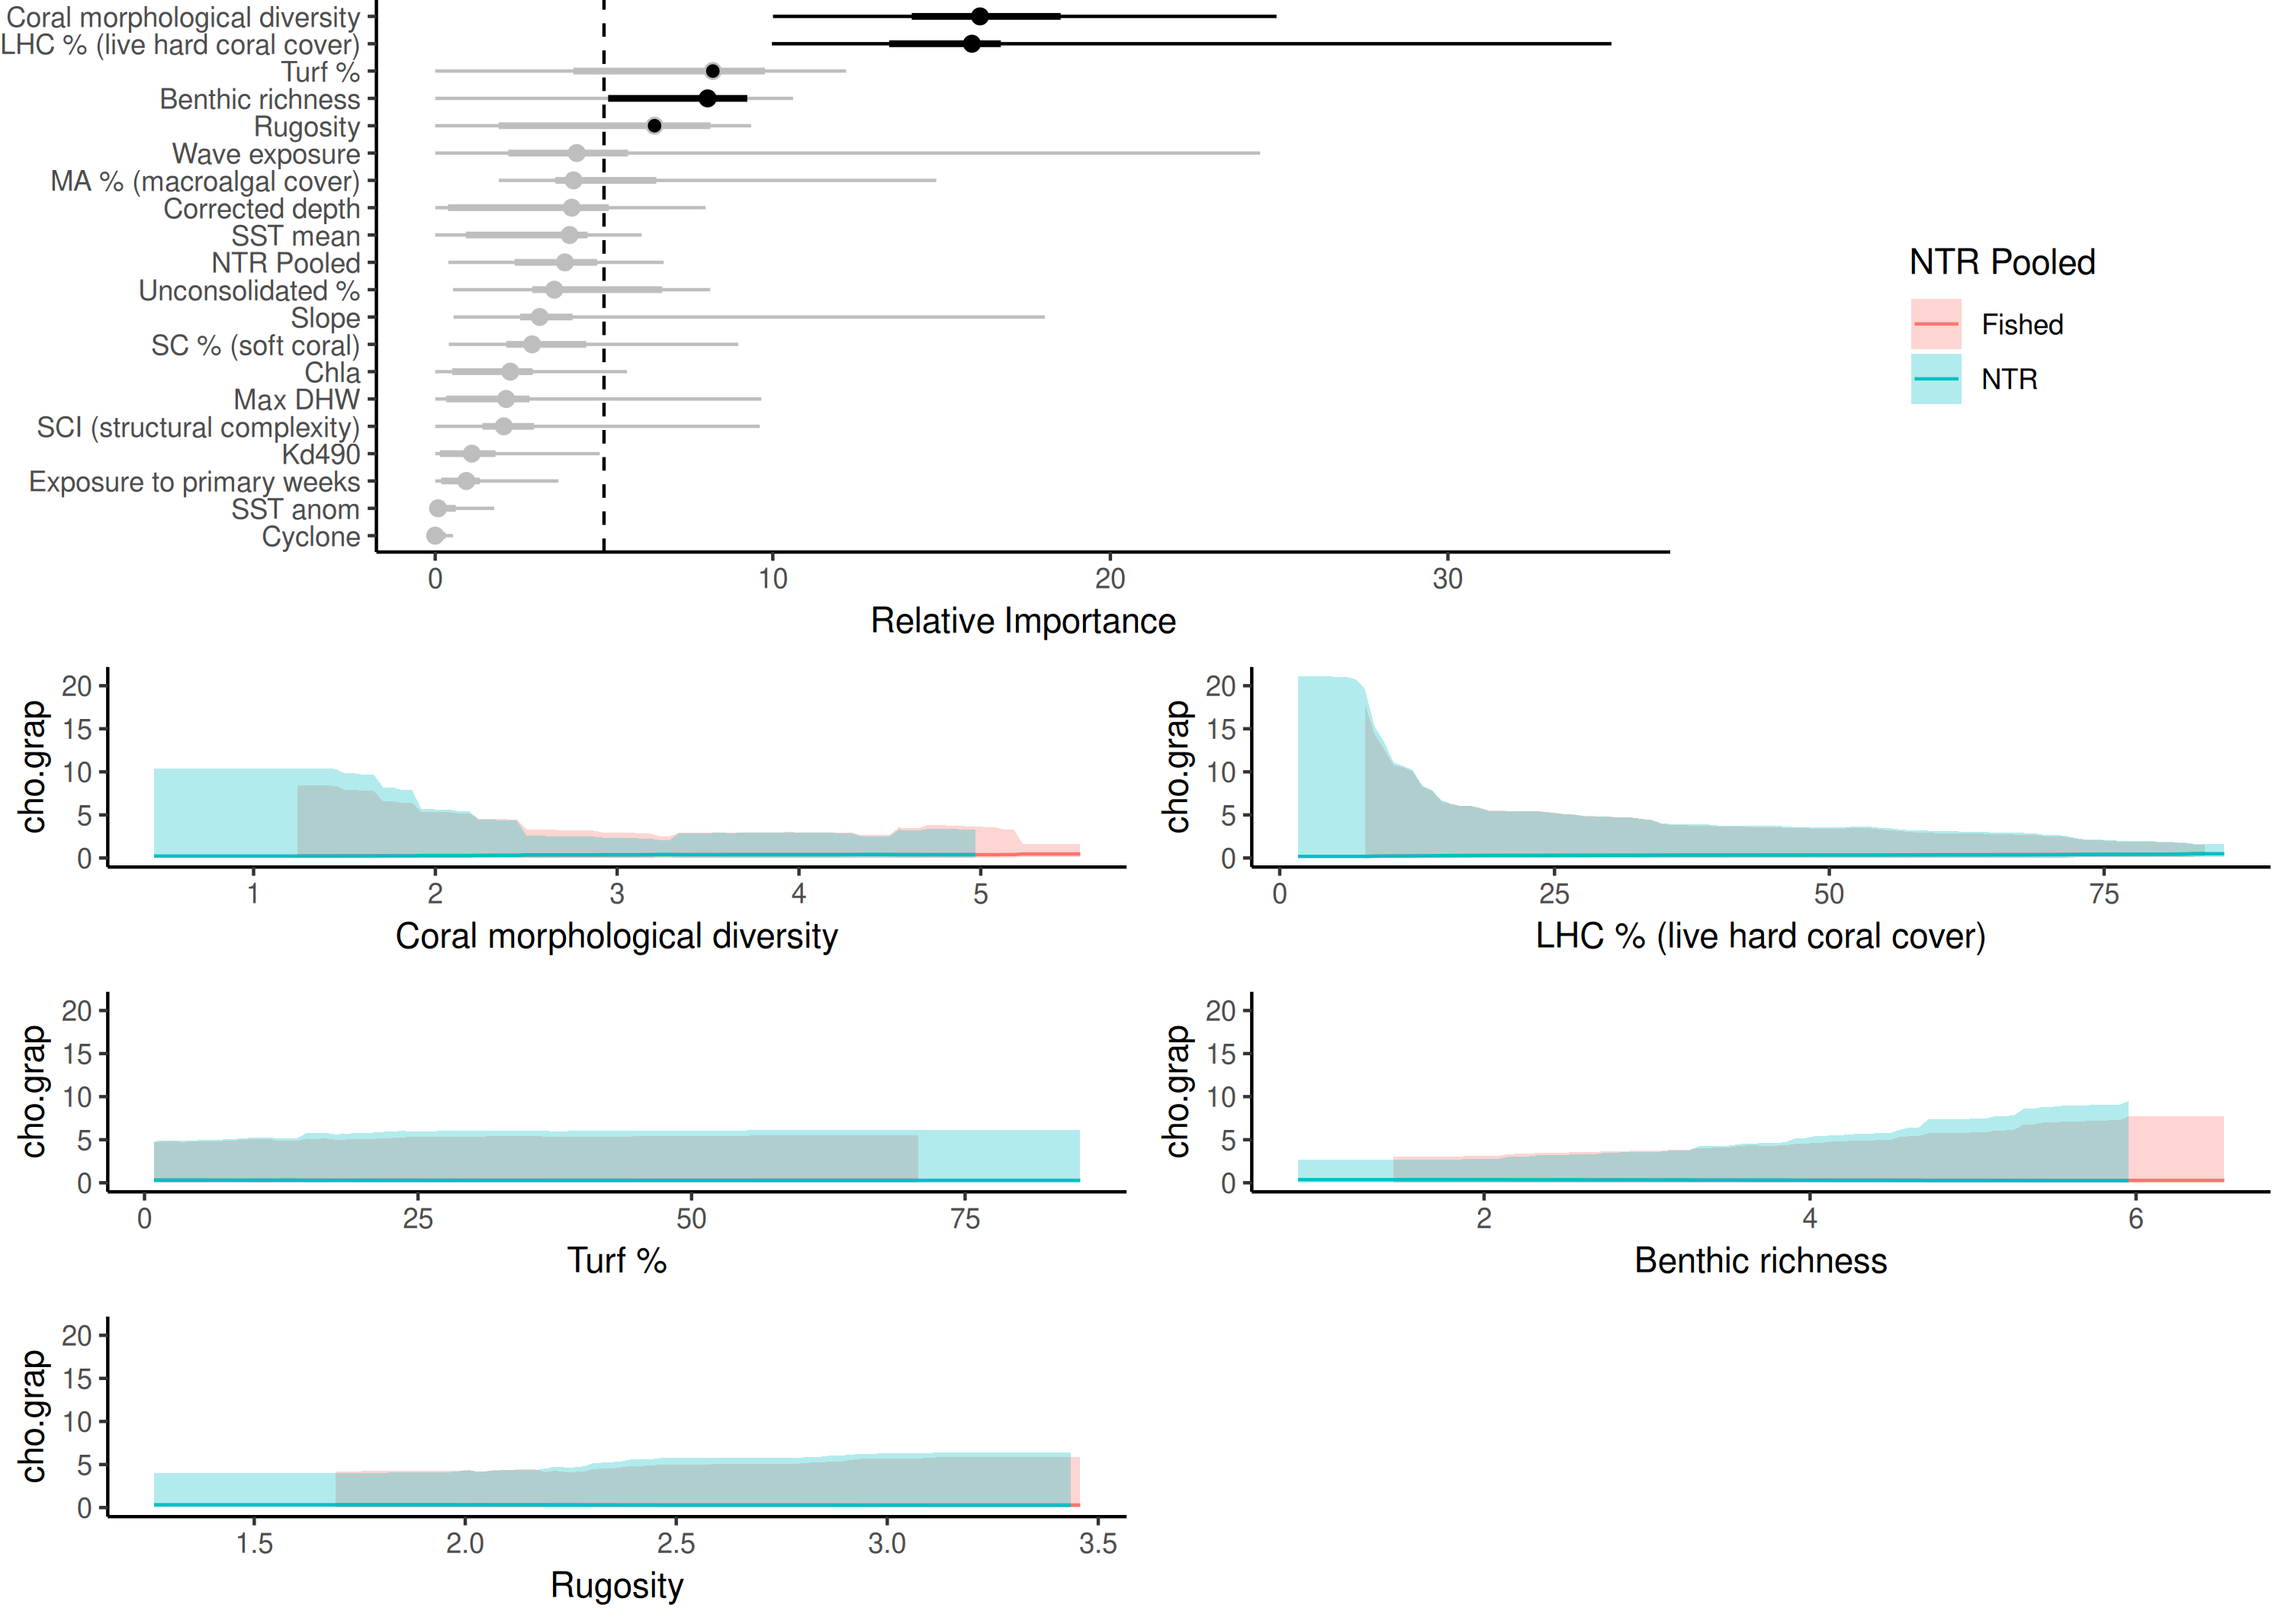 Coral morphological diversity
LHC % (live hard coral cover)
Turf %
Benthic richness
Rugosity
Wave exposure
MA % (macroalgal cover)
Corrected depth
SST mean
NTR Pooled
Unconsolidated %
Slope
SC % (soft coral)
Chla
Max DHW
SCI (structural complexity)
Kd490
Exposure to primary weeks
SST anom
Cyclone
0 10 20 30
Relative Importance
NTR Pooled
Fished
NTR
cho.grap
20
15
10
5
0
1 2 3 4 5
Coral morphological diversity
cho.grap
20
15
10
5
0
0 25 50 75
LHC % (live hard coral cover)
cho.grap
20
15
10
5
0
0 25 50 75
Turf %
cho.grap
20
15
10
5
0
2 4 6
Benthic richness
cho.grap
20
15
10
5
0
1.5 2.0 2.5 3.0 3.5
Rugosity